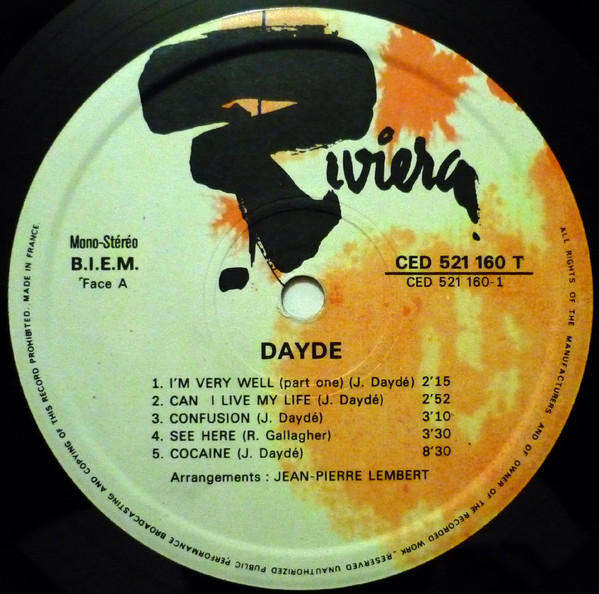 Riviera
Mono-Stéréo
B.I.E.M.
Face A
CED 521 160 T
CED 521 160-1
DAYDE
1. I'M VERY WELL (part one) (J. Daydé) 2'15
2. CAN I LIVE MY LIFE (J. Daydé) 2'52
3. CONFUSION (J. Daydé) 3'10
4. SEE HERE (R. Gallagher) 3'30
5. COCAINE (J. Daydé) 8'30
Arrangements : JEAN-PIERRE LEMBERT
ALL RIGHTS OF THE MANUFACTURERS AND OF OWNER OF THE RECORDED WORK - RESERVED UNAUTHORIZED PUBLIC PERFORMANCE BROADCASTING AND COPYING OF THIS RECORD PROHIBITED. MADE IN FRANCE